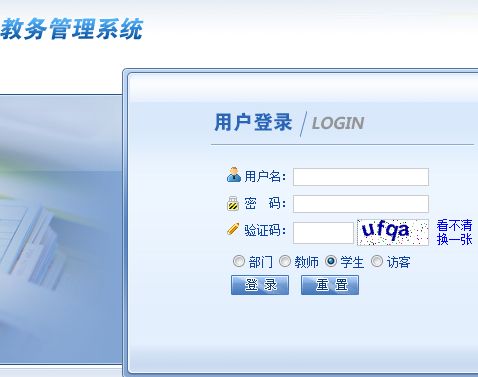 教务管理系统
用户登录 / LOGIN
用户名：
密 码：
验证码： ufqa 看不清
换一张
部门 教师 学生 访客
登 录 重 置